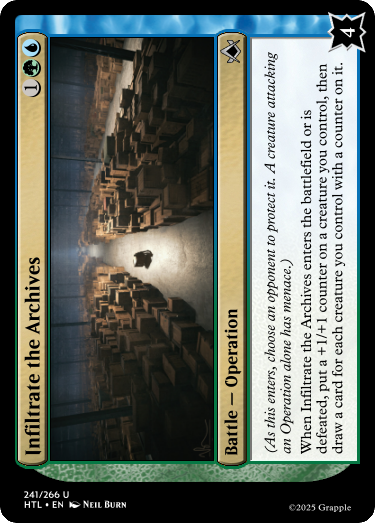 Infiltrate the Archives
1
Battle — Operation
(As this enters, choose an opponent to protect it. A creature attacking
an Operation alone has menace.)
When Infiltrate the Archives enters the battlefield or is
defeated, put a +1/+1 counter on a creature you control, then
draw a card for each creature you control with a counter on it.
4
241/266 U
HTL • EN Neil Burn
©2025 Grapple